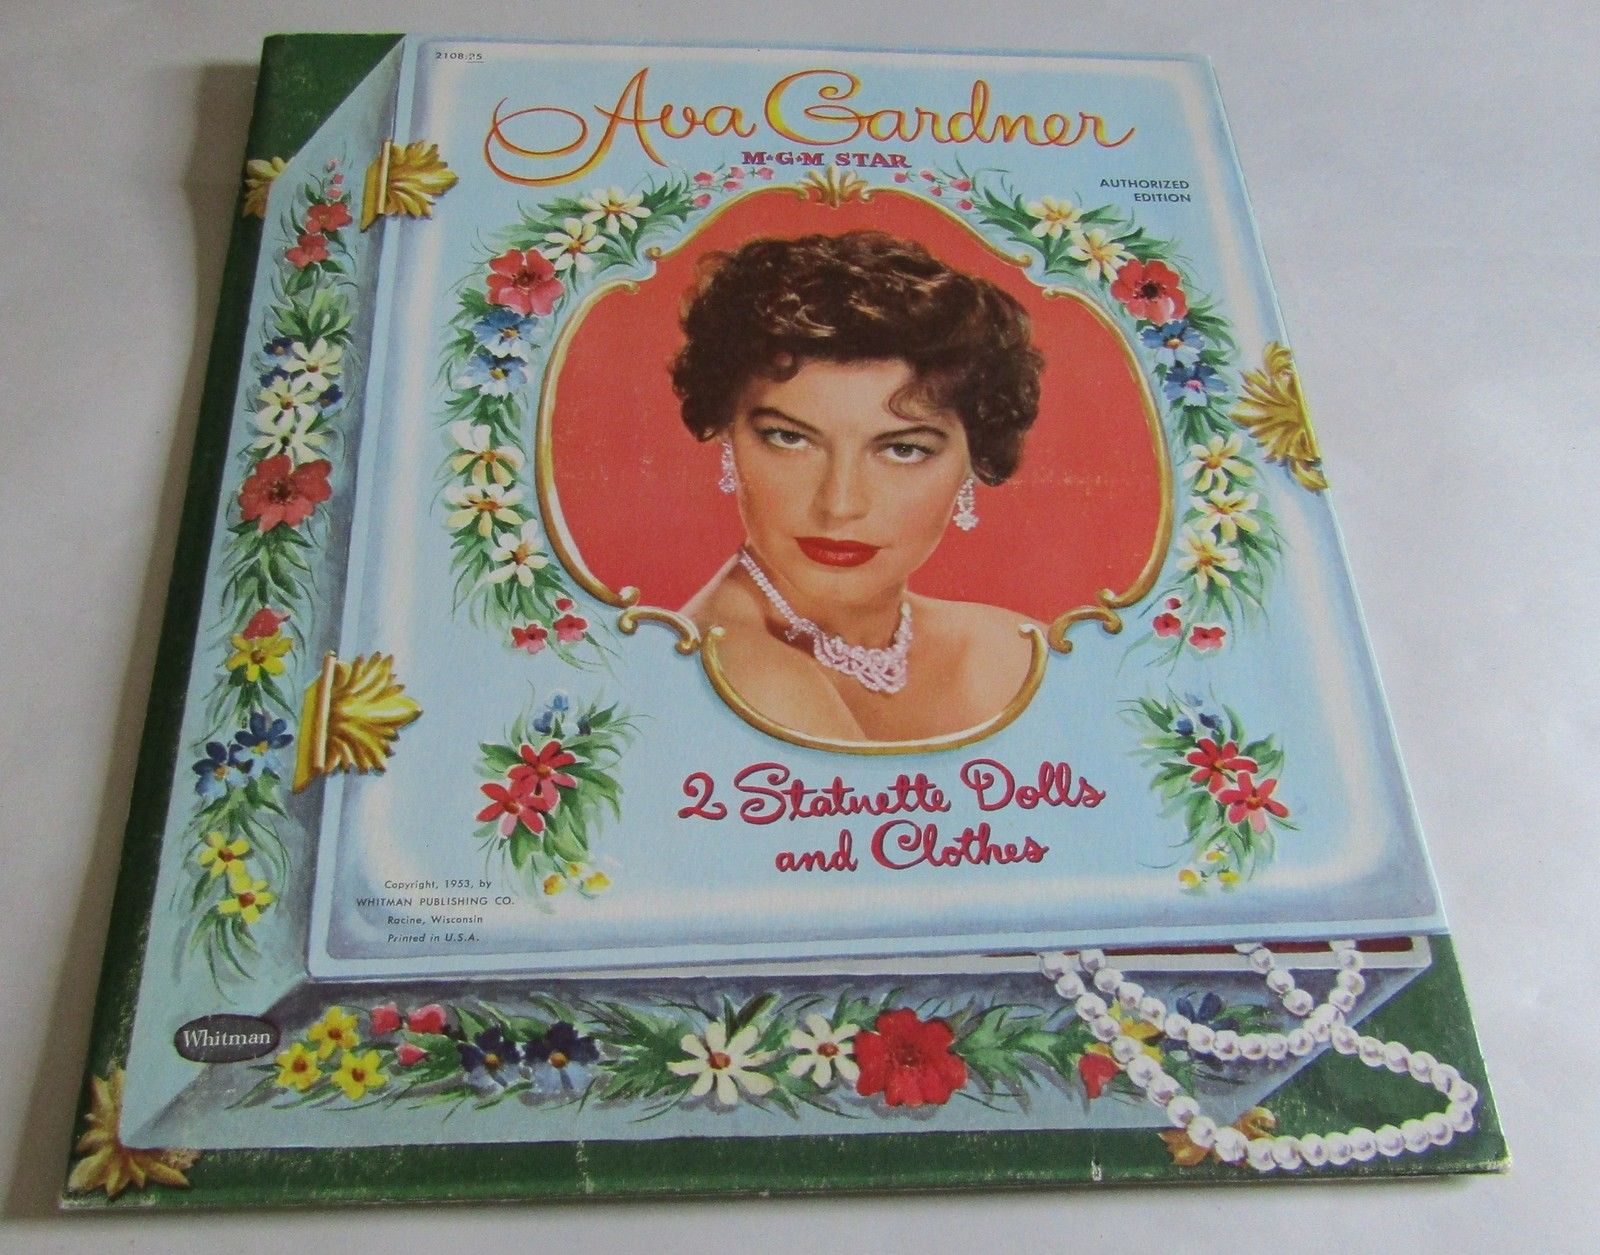 2108:25
Ava Gardner
M·G·M STAR
AUTHORIZED
EDITION
2 Statuette Dolls
and Clothes
Copyright, 1953, by
WHITMAN PUBLISHING CO.
Racine, Wisconsin
Printed in U.S.A.
Whitman